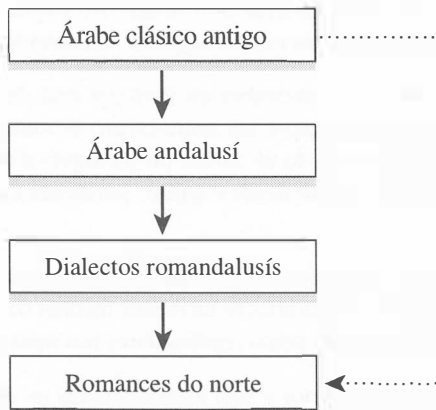 Árabe clásico antigo
Árabe andalusí
Dialectos romandalusís
Romances do norte